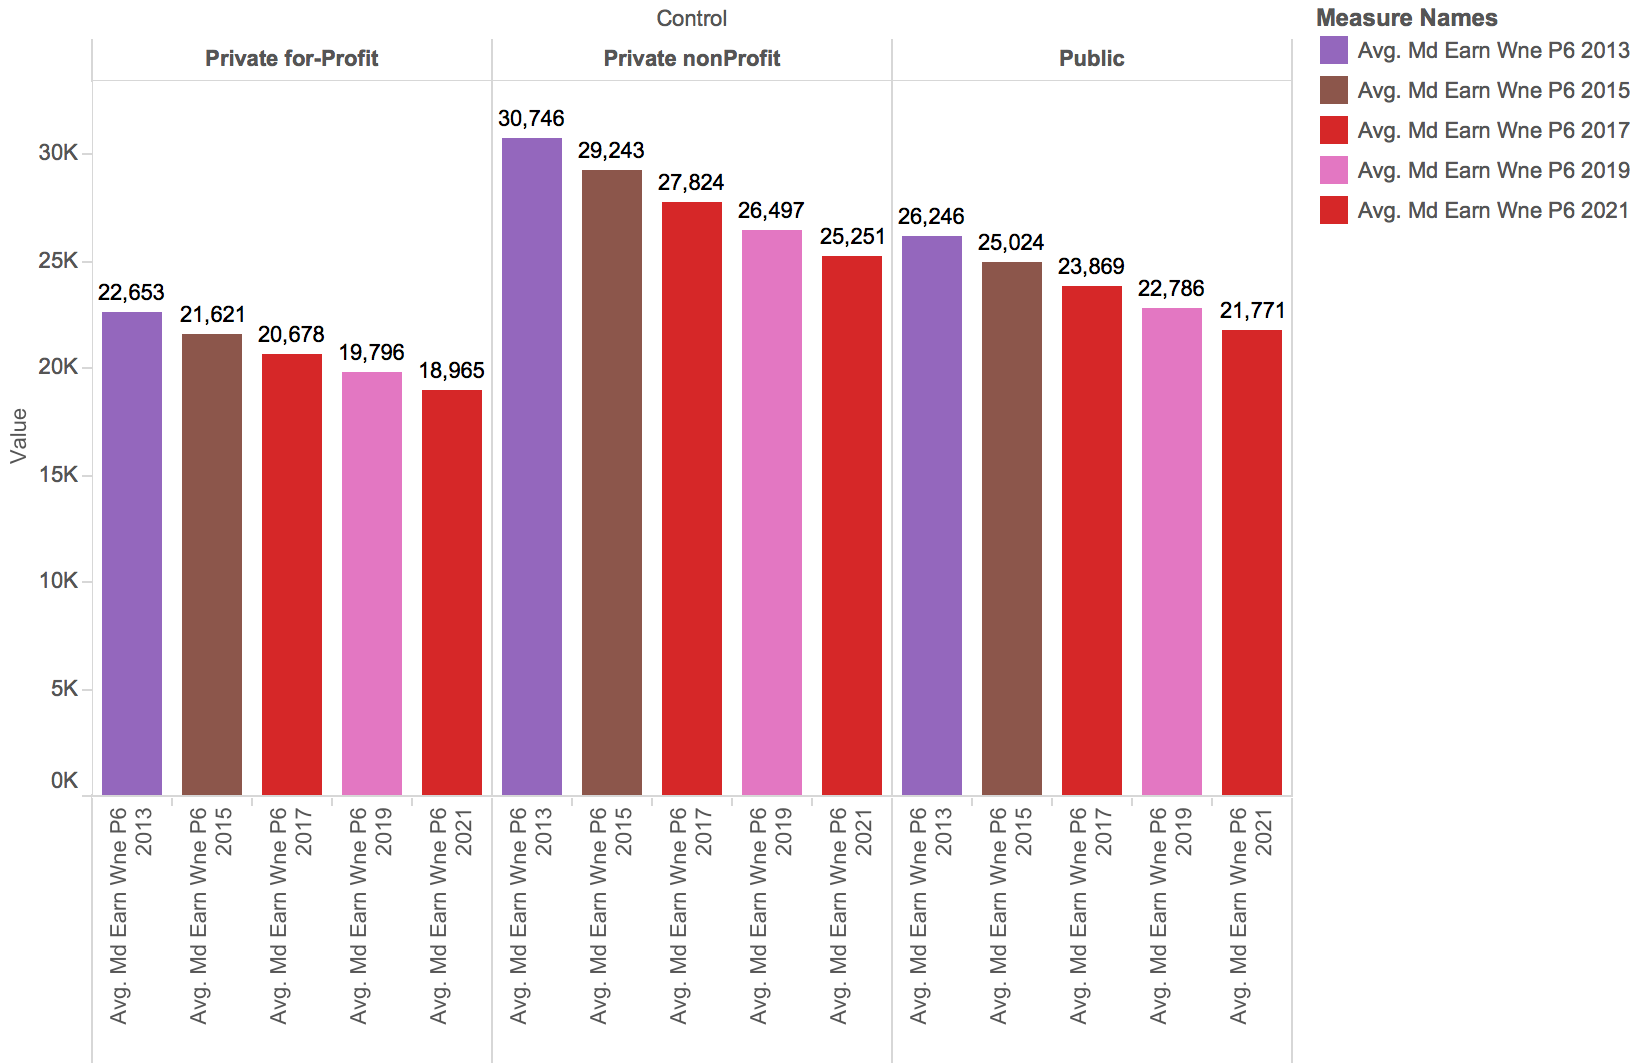 Control
Private for-Profit
Private nonProfit
Public
Measure Names
Avg. Md Earn Wne P6 2013
Avg. Md Earn Wne P6 2015
Avg. Md Earn Wne P6 2017
Avg. Md Earn Wne P6 2019
Avg. Md Earn Wne P6 2021
Value
30K
25K
20K
15K
10K
5K
0K
22,653
21,621
20,678
19,796
18,965
30,746
29,243
27,824
26,497
25,251
26,246
25,024
23,869
22,786
21,771
Avg. Md Earn Wne P6
2013
Avg. Md Earn Wne P6
2015
Avg. Md Earn Wne P6
2017
Avg. Md Earn Wne P6
2019
Avg. Md Earn Wne P6
2021
Avg. Md Earn Wne P6
2013
Avg. Md Earn Wne P6
2015
Avg. Md Earn Wne P6
2017
Avg. Md Earn Wne P6
2019
Avg. Md Earn Wne P6
2021
Avg. Md Earn Wne P6
2013
Avg. Md Earn Wne P6
2015
Avg. Md Earn Wne P6
2017
Avg. Md Earn Wne P6
2019
Avg. Md Earn Wne P6
2021